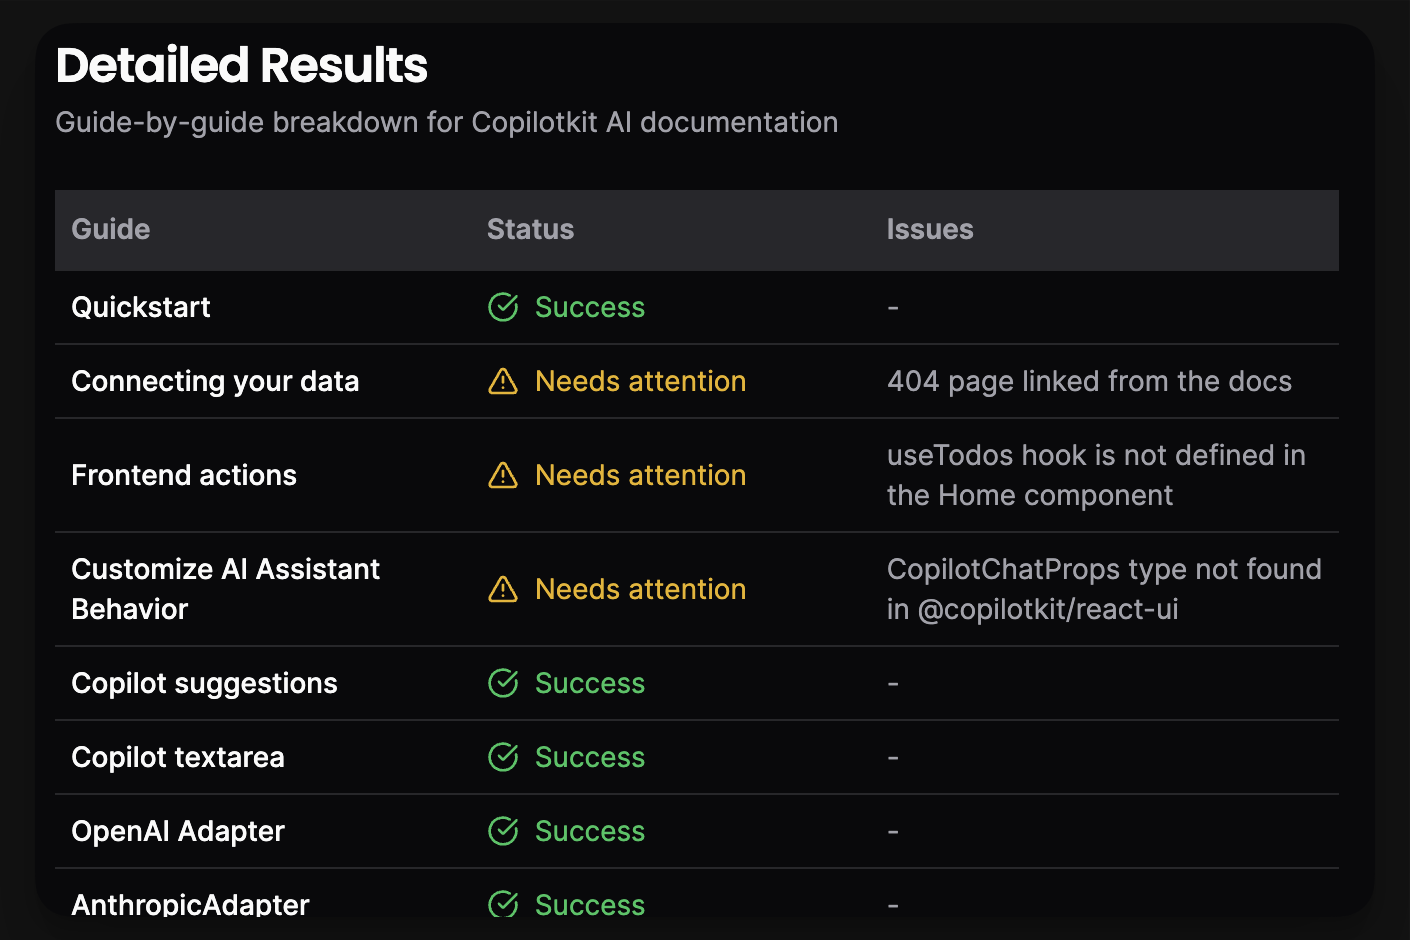 Detailed Results
Guide-by-guide breakdown for Copilotkit AI documentation
Guide Status Issues
Quickstart Success -
Connecting your data Needs attention 404 page linked from the docs
Frontend actions Needs attention useTodos hook is not defined in
the Home component
Customize AI Assistant
Behavior Needs attention CopilotChatProps type not found
in @copilotkit/react-ui
Copilot suggestions Success -
Copilot textarea Success -
OpenAI Adapter Success -
AnthropicAdapter Success -